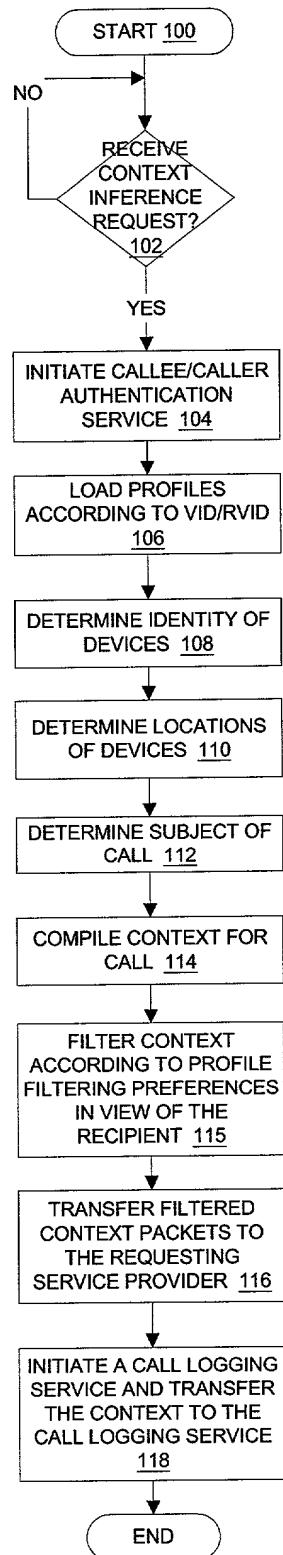 START 100
NO
RECEIVE
CONTEXT
INFERENCE
REQUEST?
102
YES
INITIATE CALLEE/CALLER
AUTHENTICATION
SERVICE 104
LOAD PROFILES
ACCORDING TO VID/RVID
106
DETERMINE IDENTITY OF
DEVICES 108
DETERMINE LOCATIONS
OF DEVICES 110
DETERMINE SUBJECT OF
CALL 112
COMPILE CONTEXT FOR
CALL 114
FILTER CONTEXT
ACCORDING TO PROFILE
FILTERING PREFERENCES
IN VIEW OF THE
RECIPIENT 115
TRANSFER FILTERED
CONTEXT PACKETS TO
THE REQUESTING
SERVICE PROVIDER 116
INITIATE A CALL LOGGING
SERVICE AND TRANSFER
THE CONTEXT TO THE
CALL LOGGING SERVICE
118
END